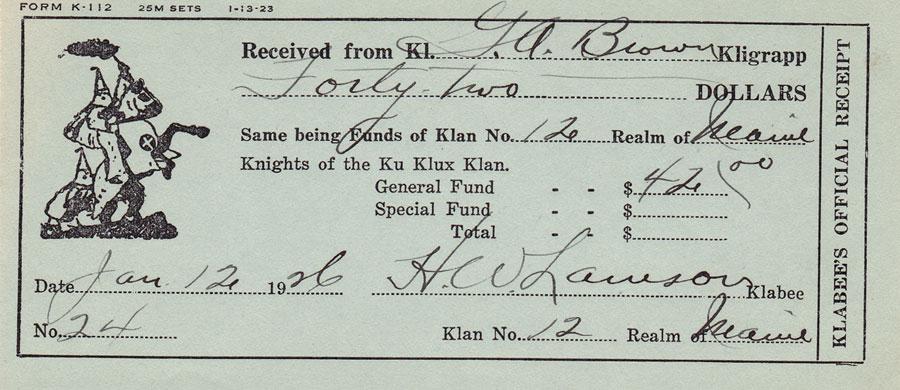 FORM K-112 25M SETS 1-13-23
Received from Kl. G. A. Brown Kligrapp
Forty two DOLLARS
Same being Funds of Klan No. 12 Realm of Maine
Knights of the Ku Klux Klan.
General Fund - - $ 42 00
Special Fund - - $
Total - - $
Date Jan 12 1926 H. W. Lawson Klabee
No. 24 Klan No. 12 Realm of Maine
KLABEE'S OFFICIAL RECEIPT